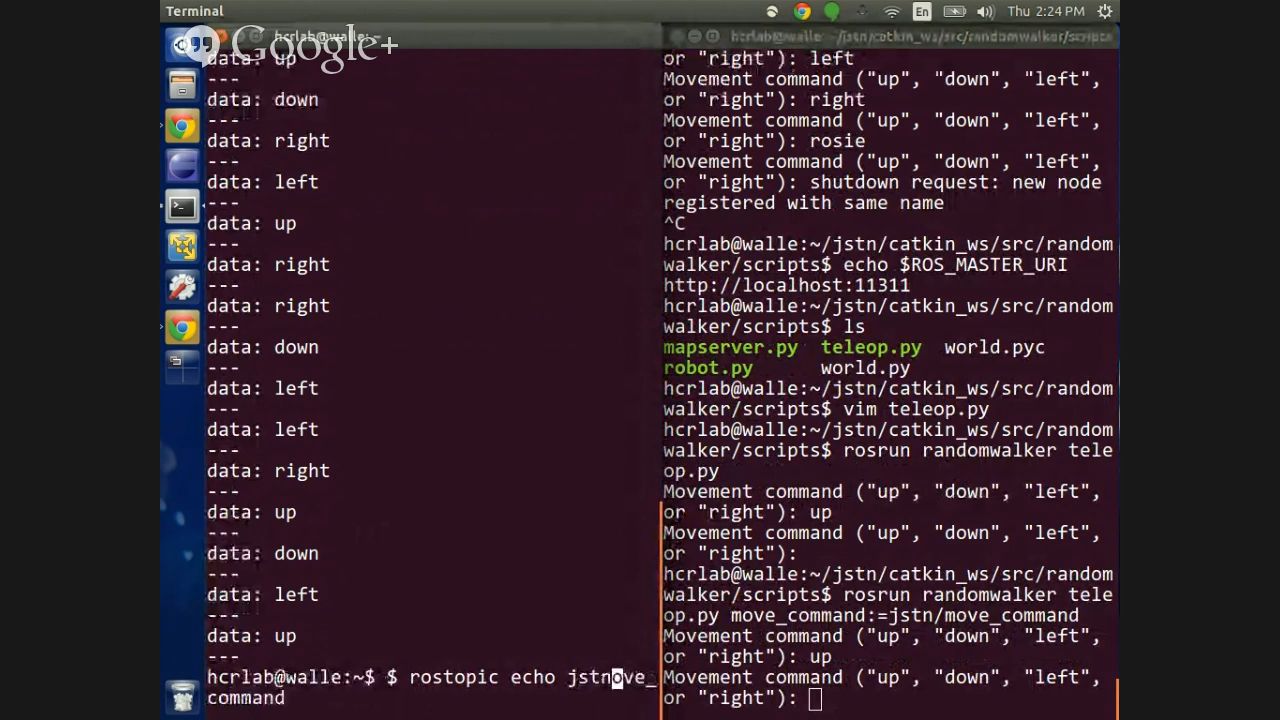 Terminal
En
Thu 2:24 PM
Google+
hcrlab@walle:
hcrlab@walle: ~/jstn/catkin_ws/src/randomwalker/scripts
data: up
---
data: down
---
data: right
---
data: left
---
data: up
---
data: right
---
data: right
---
data: down
---
data: left
---
data: left
---
data: right
---
data: up
---
data: down
---
data: left
---
data: up
---
hcrlab@walle:~$ $ rostopic echo jstnove_
command
or "right"): left
Movement command ("up", "down", "left",
or "right"): right
Movement command ("up", "down", "left",
or "right"): rosie
Movement command ("up", "down", "left",
or "right"): shutdown request: new node
registered with same name
^C
hcrlab@walle:~/jstn/catkin_ws/src/random
walker/scripts$ echo $ROS_MASTER_URI
http://localhost:11311
hcrlab@walle:~/jstn/catkin_ws/src/random
walker/scripts$ ls
mapserver.py teleop.py world.pyc
robot.py world.py
hcrlab@walle:~/jstn/catkin_ws/src/random
walker/scripts$ vim teleop.py
hcrlab@walle:~/jstn/catkin_ws/src/random
walker/scripts$ rosrun randomwalker tele
op.py
Movement command ("up", "down", "left",
or "right"): up
Movement command ("up", "down", "left",
or "right"):
hcrlab@walle:~/jstn/catkin_ws/src/random
walker/scripts$ rosrun randomwalker tele
op.py move_command:=jstn/move_command
Movement command ("up", "down", "left",
or "right"): up
Movement command ("up", "down", "left",
or "right"):